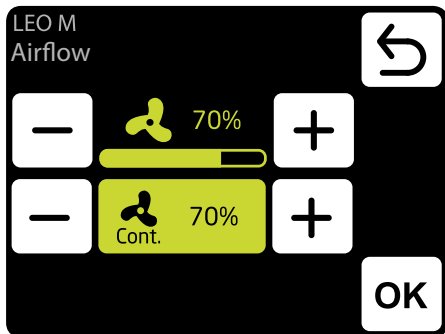 LEO M
Airflow
− 70% +
− Cont. 70% +
OK